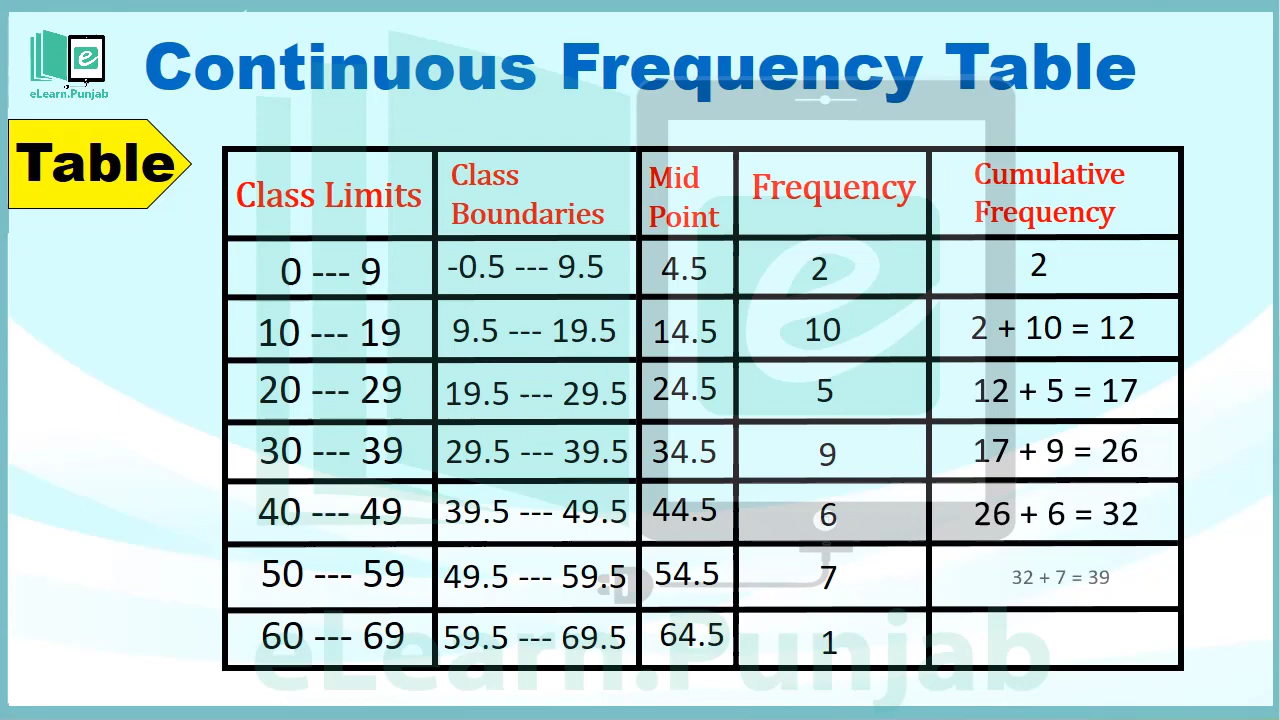 eLearn.Punjab
Continuous Frequency Table
Table
Class Limits
Class
Boundaries
Mid
Point
Frequency
Cumulative
Frequency
0 --- 9
-0.5 --- 9.5
4.5
2
2
10 --- 19
9.5 --- 19.5
14.5
10
2 + 10 = 12
20 --- 29
19.5 --- 29.5
24.5
5
12 + 5 = 17
30 --- 39
29.5 --- 39.5
34.5
9
17 + 9 = 26
40 --- 49
39.5 --- 49.5
44.5
6
26 + 6 = 32
50 --- 59
49.5 --- 59.5
54.5
7
32 + 7 = 39
60 --- 69
59.5 --- 69.5
64.5
1
eLearn.Punjab